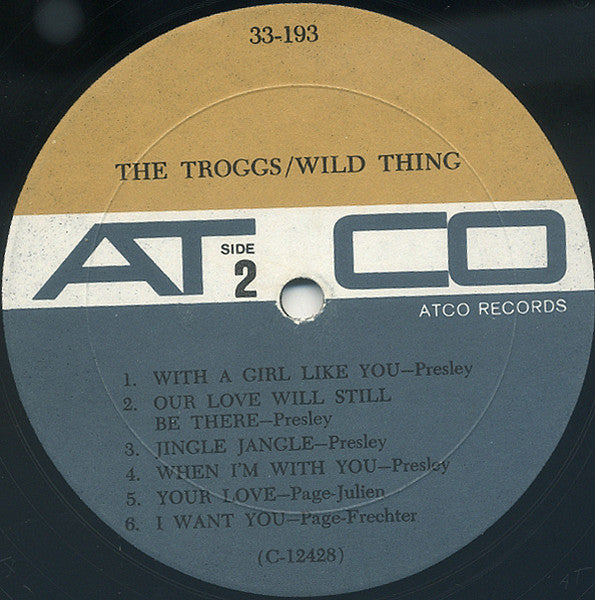 33-193
THE TROGGS/WILD THING
ATCO
SIDE
2
ATCO RECORDS
1. WITH A GIRL LIKE YOU—Presley
2. OUR LOVE WILL STILL
BE THERE—Presley
3. JINGLE JANGLE—Presley
4. WHEN I'M WITH YOU—Presley
5. YOUR LOVE—Page-Julien
6. I WANT YOU—Page-Frechter
(C-12428)